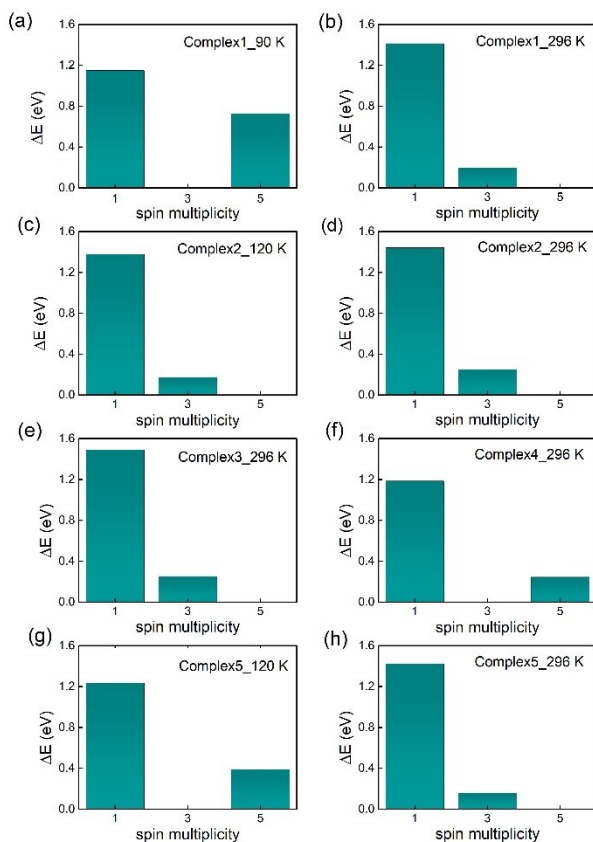 (a)
Complex1_90 K
1.6
1.2
0.8
0.4
0.0
ΔE (eV)
1 3 5
spin multiplicity
(b)
Complex1_296 K
1.6
1.2
0.8
0.4
0.0
ΔE (eV)
1 3 5
spin multiplicity
(c)
Complex2_120 K
1.6
1.2
0.8
0.4
0.0
ΔE (eV)
1 3 5
spin multiplicity
(d)
Complex2_296 K
1.6
1.2
0.8
0.4
0.0
ΔE (eV)
1 3 5
spin multiplicity
(e)
Complex3_296 K
1.6
1.2
0.8
0.4
0.0
ΔE (eV)
1 3 5
spin multiplicity
(f)
Complex4_296 K
1.6
1.2
0.8
0.4
0.0
ΔE (eV)
1 3 5
spin multiplicity
(g)
Complex5_120 K
1.6
1.2
0.8
0.4
0.0
ΔE (eV)
1 3 5
spin multiplicity
(h)
Complex5_296 K
1.6
1.2
0.8
0.4
0.0
ΔE (eV)
1 3 5
spin multiplicity